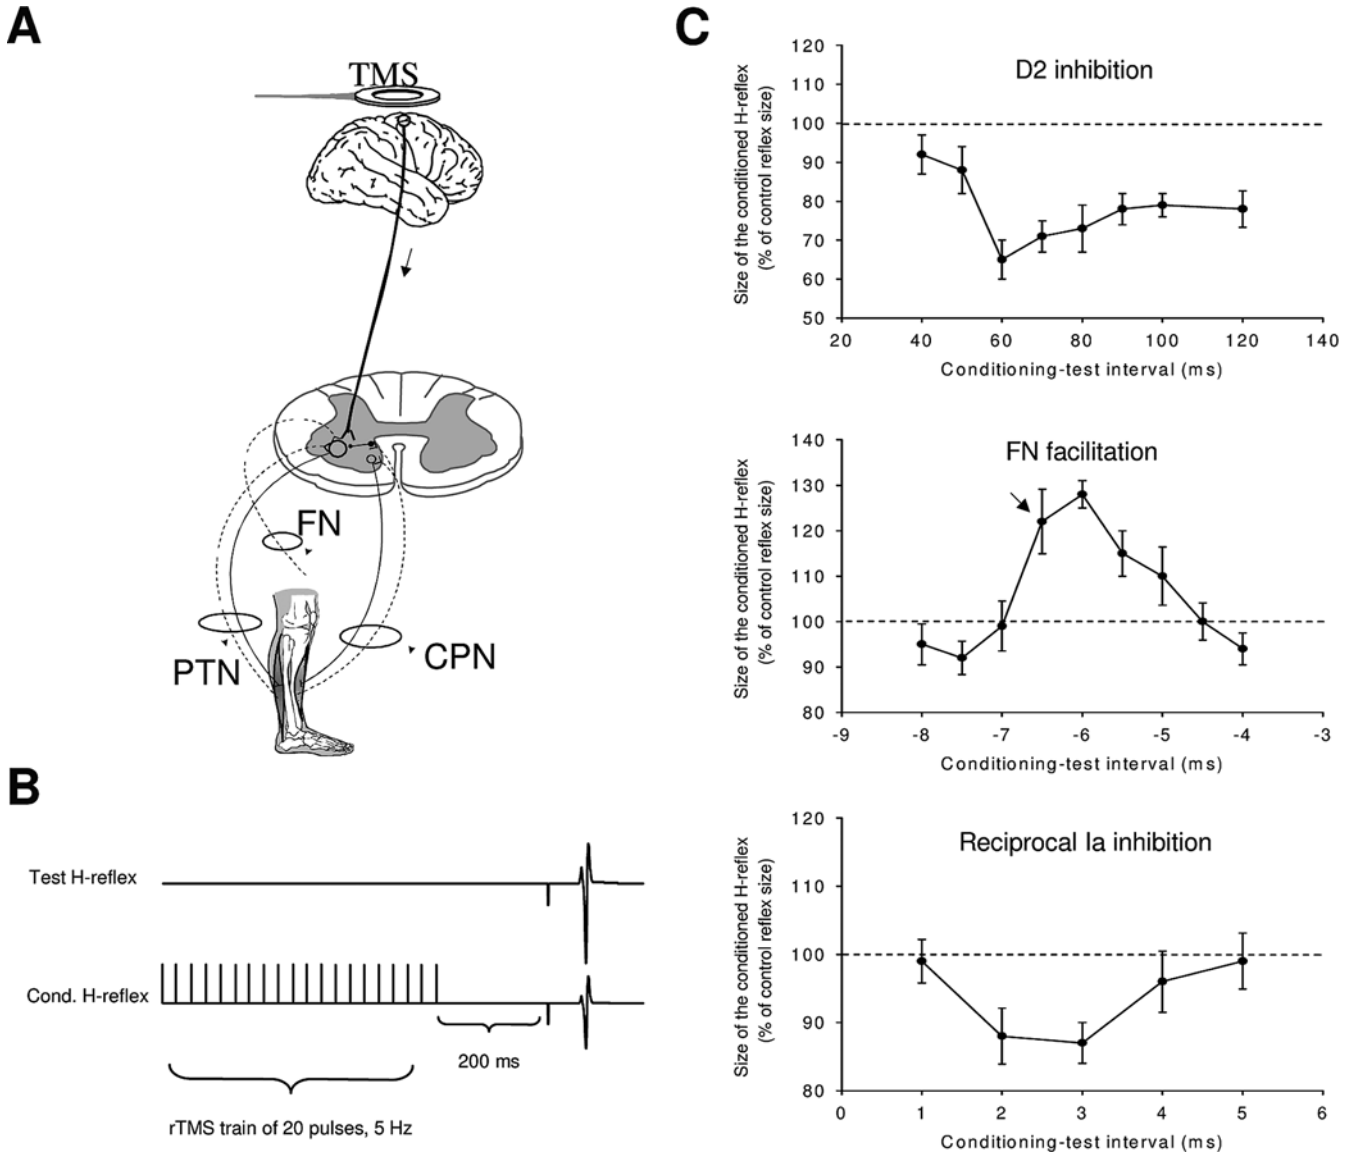 A
TMS
FN
PTN
CPN
B
Test H-reflex
Cond. H-reflex
200 ms
rTMS train of 20 pulses, 5 Hz
C
D2 inhibition
Size of the conditioned H-reflex
(% of control reflex size)
120
110
100
90
80
70
60
50
20 40 60 80 100 120 140
Conditioning-test interval (ms)
FN facilitation
Size of the conditioned H-reflex
(% of control reflex size)
140
130
120
110
100
90
80
-9 -8 -7 -6 -5 -4 -3
Conditioning-test interval (ms)
Reciprocal Ia inhibition
Size of the conditioned H-reflex
(% of control reflex size)
120
110
100
90
80
0 1 2 3 4 5 6
Conditioning-test interval (ms)